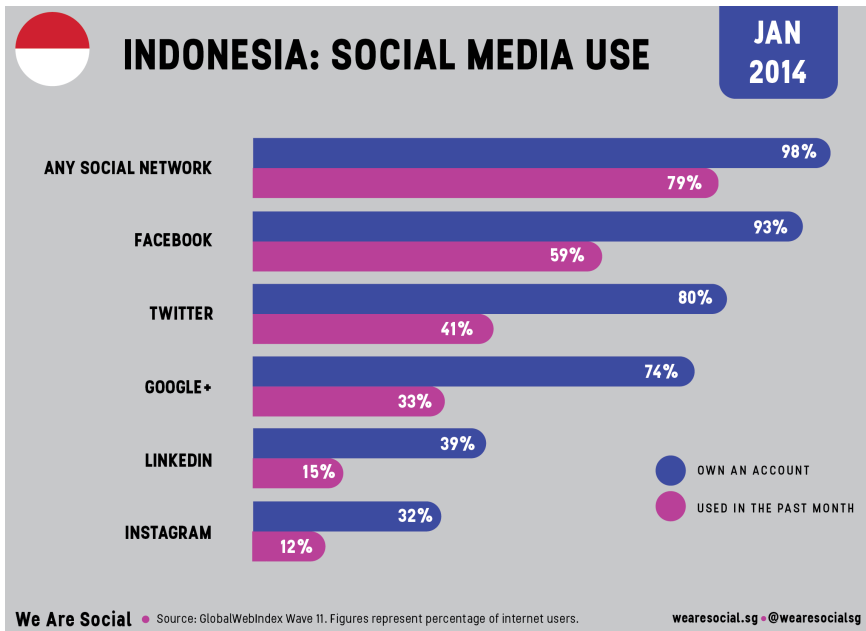 INDONESIA: SOCIAL MEDIA USE
JAN
2014
ANY SOCIAL NETWORK
98%
79%
FACEBOOK
93%
59%
TWITTER
80%
41%
GOOGLE+
74%
33%
LINKEDIN
39%
15%
INSTAGRAM
32%
12%
OWN AN ACCOUNT
USED IN THE PAST MONTH
We Are Social • Source: GlobalWebIndex Wave 11. Figures represent percentage of internet users.
wearesocial.sg • @wearesocialsg